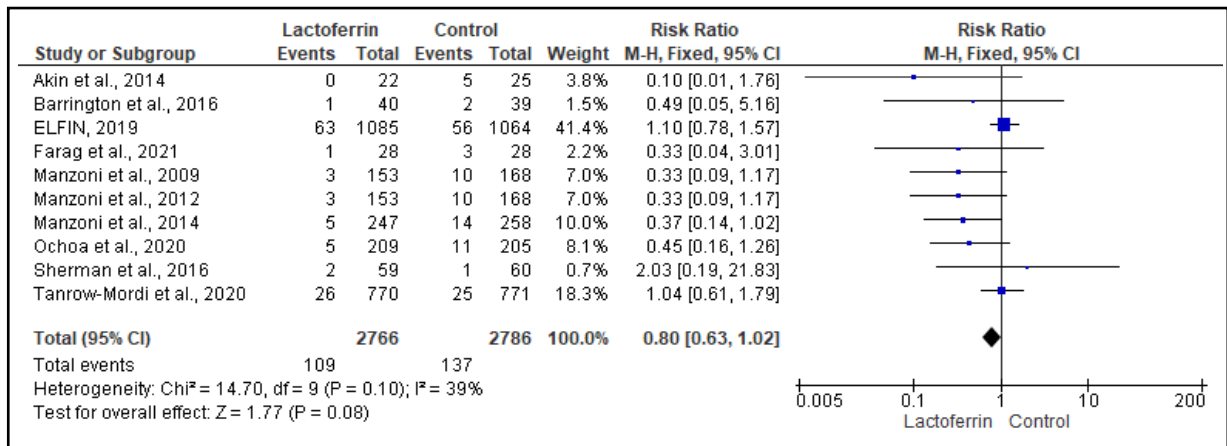 Lactoferrin Control Risk Ratio Risk Ratio
Study or Subgroup Events Total Events Total Weight M-H, Fixed, 95% CI M-H, Fixed, 95% CI
Akin et al., 2014 0 22 5 25 3.8% 0.10 [0.01, 1.76]
Barrington et al., 2016 1 40 2 39 1.5% 0.49 [0.05, 5.16]
ELFIN, 2019 63 1085 56 1064 41.4% 1.10 [0.78, 1.57]
Farag et al., 2021 1 28 3 28 2.2% 0.33 [0.04, 3.01]
Manzoni et al., 2009 3 153 10 168 7.0% 0.33 [0.09, 1.17]
Manzoni et al., 2012 3 153 10 168 7.0% 0.33 [0.09, 1.17]
Manzoni et al., 2014 5 247 14 258 10.0% 0.37 [0.14, 1.02]
Ochoa et al., 2020 5 209 11 205 8.1% 0.45 [0.16, 1.26]
Sherman et al., 2016 2 59 1 60 0.7% 2.03 [0.19, 21.83]
Tanrow-Mordi et al., 2020 26 770 25 771 18.3% 1.04 [0.61, 1.79]
Total (95% CI) 2766 2786 100.0% 0.80 [0.63, 1.02]
Total events 109 137
Heterogeneity: Chi² = 14.70, df = 9 (P = 0.10); I² = 39%
Test for overall effect: Z = 1.77 (P = 0.08)
0.005 0.1 1 10 200
Lactoferrin Control